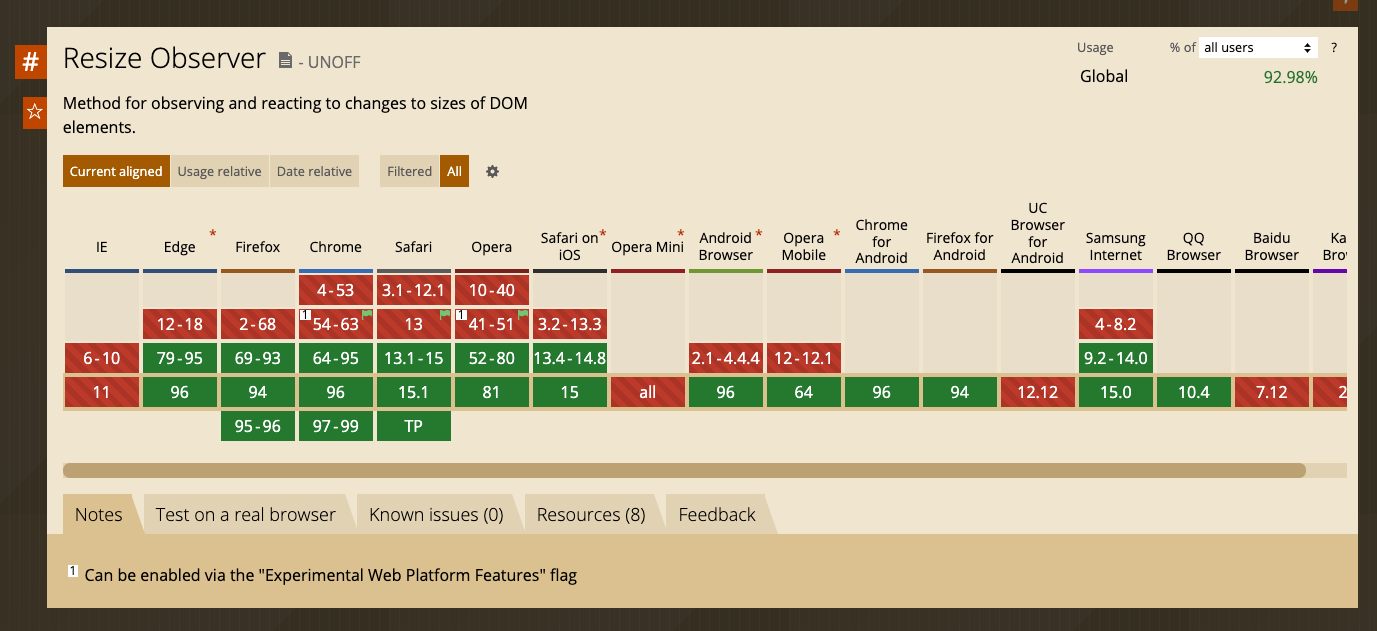 #
Resize Observer - UNOFF
Usage % of all users ?
Global 92.98%
Method for observing and reacting to changes to sizes of DOM
elements.
Current aligned Usage relative Date relative Filtered All
IE
Edge *
Firefox
Chrome
Safari
Opera
Safari on *
iOS
Opera Mini *
Android *
Browser
Opera *
Mobile
Chrome
for
Android
Firefox for
Android
UC
Browser
for
Android
Samsung
Internet
QQ
Browser
Baidu
Browser
Ka
Bro
4-53 3.1-12.1 10-40
12-18 2-68 1 54-63 13 1 41-51 3.2-13.3 4-8.2
6-10 79-95 69-93 64-95 13.1-15 52-80 13.4-14.8 2.1-4.4.4 12-12.1 9.2-14.0
11 96 94 96 15.1 81 15 all 96 64 96 94 12.12 15.0 10.4 7.12 2
95-96 97-99 TP
Notes Test on a real browser Known issues (0) Resources (8) Feedback
1 Can be enabled via the "Experimental Web Platform Features" flag